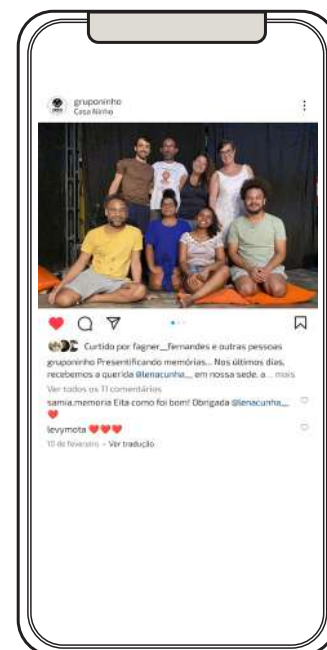 gruponinho
Casa Ninho
Curtido por fagner__fernandes e outras pessoas
gruponinho Presentificando memórias... Nos últimos dias,
recebemos a querida @lenacunha__ em nossa sede, a... mais
Ver todos os 11 comentários
samia.memoria Eita como foi bom! Obrigada @lenacunha__
❤️
levymota ❤️❤️❤️
10 de fevereiro • Ver tradução